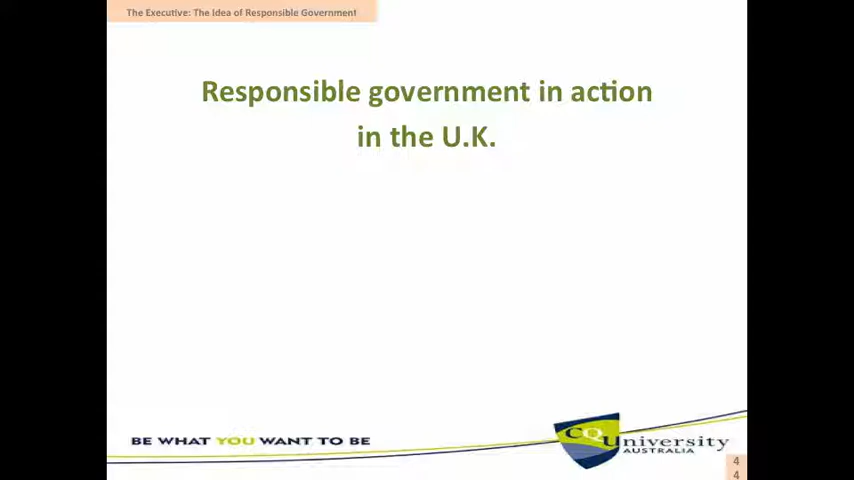 The Executive: The Idea of Responsible Government
Responsible government in action
in the U.K.
BE WHAT YOU WANT TO BE
CQUniversity
AUSTRALIA
4
4